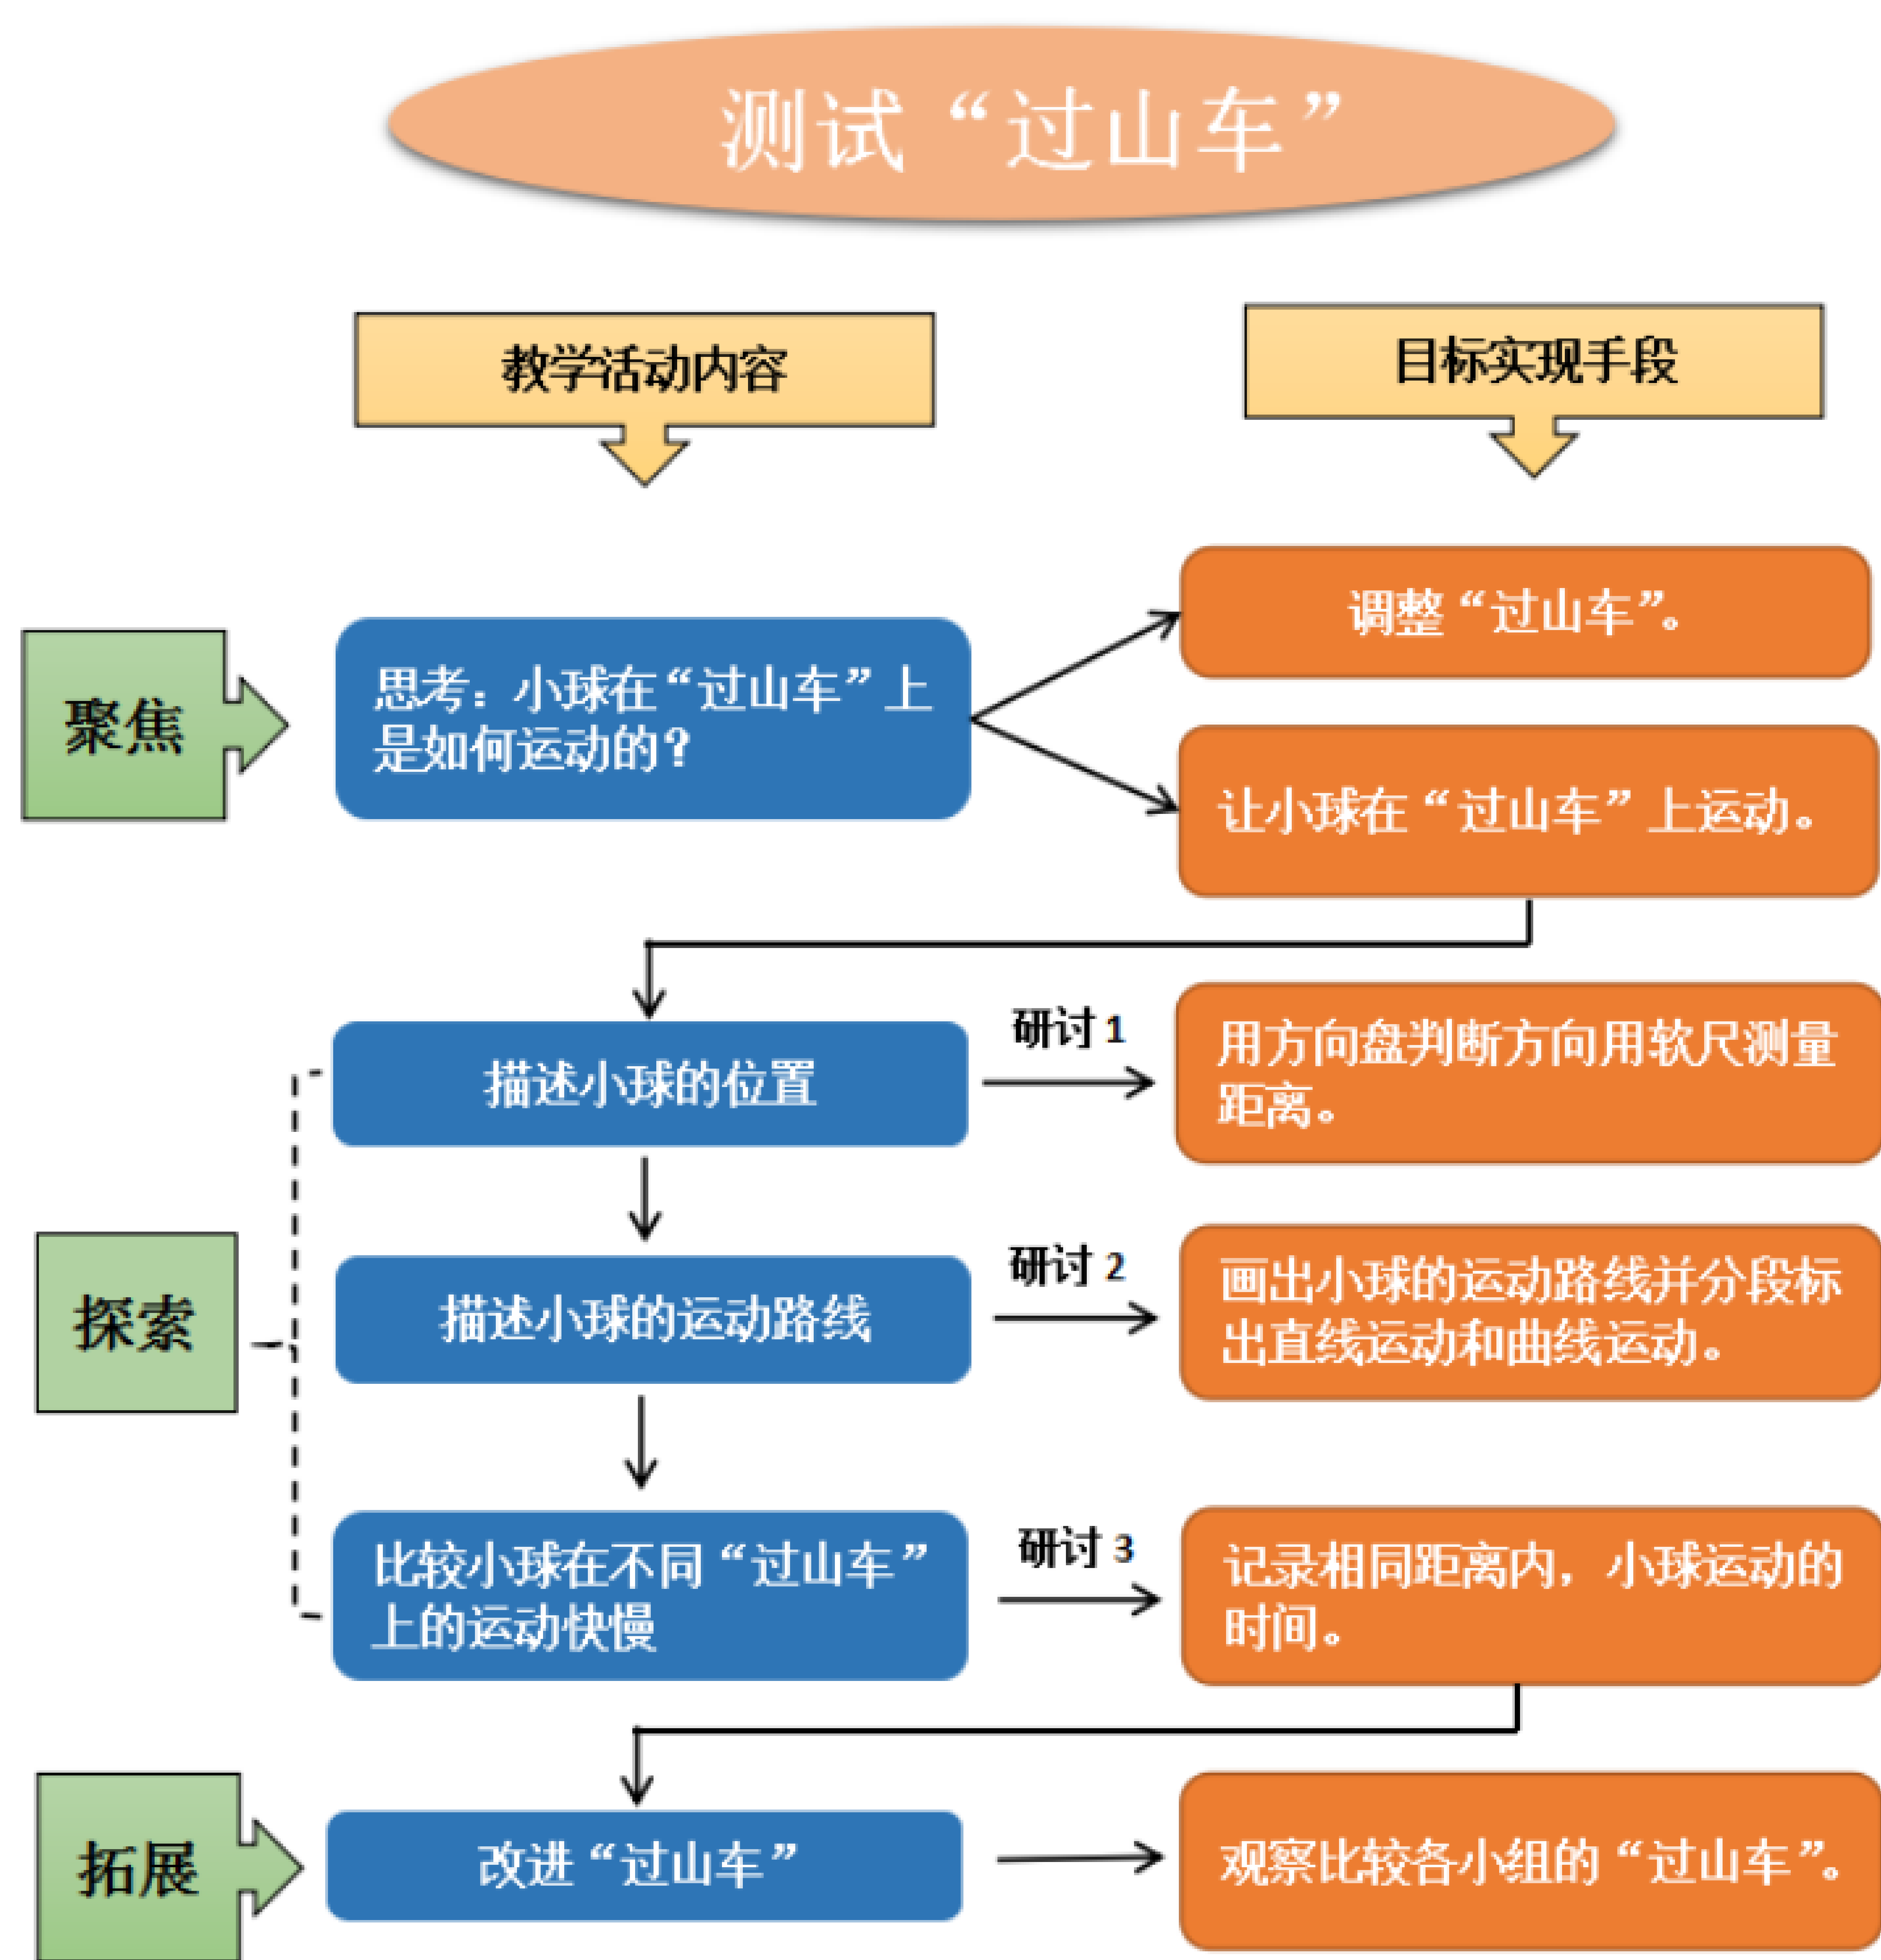 测试“过山车”
教学活动内容
目标实现手段
聚焦
思考：小球在“过山车”上
是如何运动的？
调整“过山车”。
让小球在“过山车”上运动。
探索
描述小球的位置
研讨 1
用方向盘判断方向用软尺测量
距离。
描述小球的运动路线
研讨 2
画出小球的运动路线并分段标
出直线运动和曲线运动。
比较小球在不同“过山车”
上的运动快慢
研讨 3
记录相同距离内，小球运动的
时间。
拓展
改进“过山车”
观察比较各小组的“过山车”。